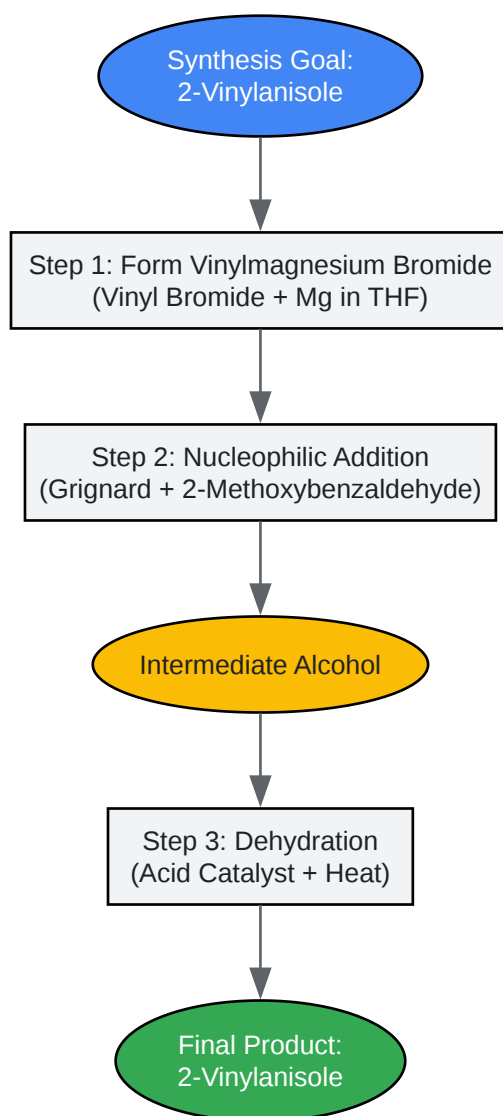 Synthesis Goal:
2-Vinylanisole
Step 1: Form Vinylmagnesium Bromide
(Vinyl Bromide + Mg in THF)
Step 2: Nucleophilic Addition
(Grignard + 2-Methoxybenzaldehyde)
Intermediate Alcohol
Step 3: Dehydration
(Acid Catalyst + Heat)
Final Product:
2-Vinylanisole